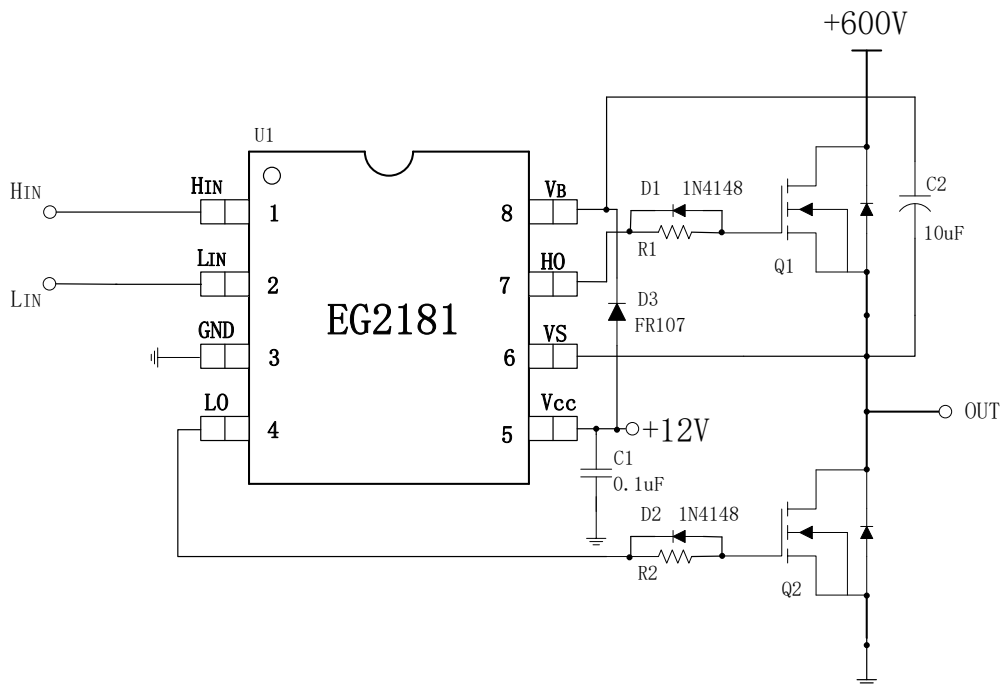 +600V
U1
HIN
HIN
1
VB
8
D1 1N4148
C2
10uF
R1
Q1
LIN
LIN
2
HO
7
EG2181
D3
FR107
GND
3
VS
6
LO
4
Vcc
5
+12V
OUT
C1
0.1uF
D2 1N4148
R2
Q2